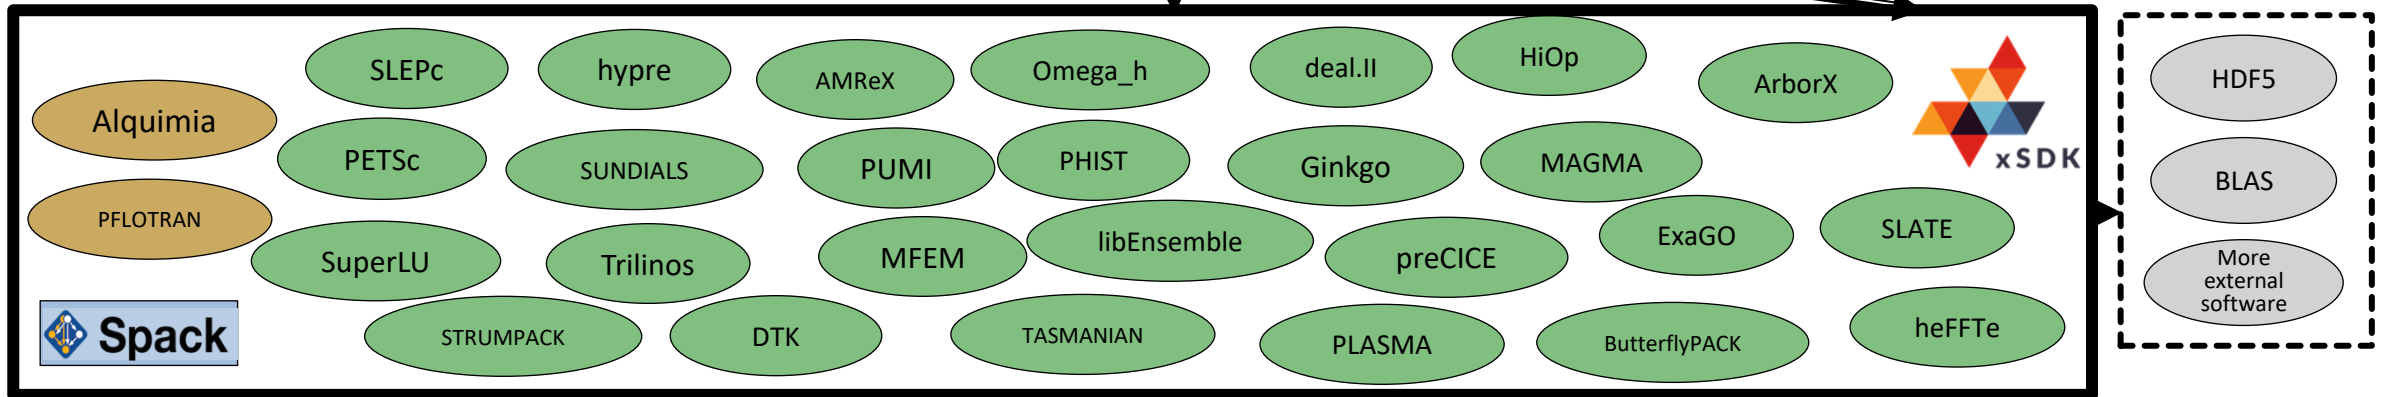 SLEPc
hypre
AMReX
Omega_h
deal.II
HiOp
ArborX
HDF5
Alquimia
PETSc
SUNDIALS
PUMI
PHIST
Ginkgo
MAGMA
xSDK
BLAS
PFLOTRAN
SuperLU
Trilinos
MFEM
libEnsemble
preCICE
ExaGO
SLATE
More
external
software
Spack
STRUMPACK
DTK
TASMANIAN
PLASMA
ButterflyPACK
heFFTe